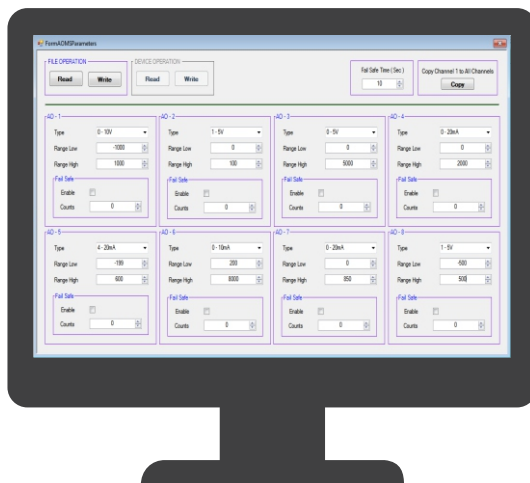 FormAOMSParameters
FILE OPERATION
Read Write
DEVICE OPERATION
Read Write
Fail Safe Time ( Sec )
10
Copy Channel 1 to All Channels
Copy
AO - 1
Type 0 - 10V
Range Low -1000
Range High 1000
Fail Safe
Enable
Counts 0
AO - 2
Type 1 - 5V
Range Low 0
Range High 100
Fail Safe
Enable
Counts 0
AO - 3
Type 0 - 5V
Range Low 0
Range High 5000
Fail Safe
Enable
Counts 0
AO - 4
Type 0 - 20mA
Range Low 0
Range High 2000
Fail Safe
Enable
Counts 0
AO - 5
Type 4 - 20mA
Range Low -199
Range High 600
Fail Safe
Enable
Counts 0
AO - 6
Type 0 - 10mA
Range Low 200
Range High 8000
Fail Safe
Enable
Counts 0
AO - 7
Type 0 - 20mA
Range Low 0
Range High 850
Fail Safe
Enable
Counts 0
AO - 8
Type 1 - 5V
Range Low -500
Range High 500
Fail Safe
Enable
Counts 0